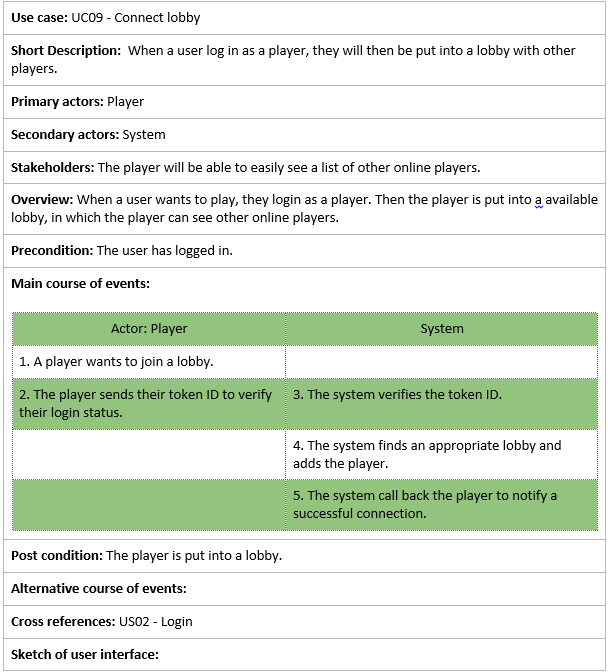 Use case: UC09 - Connect lobby
Short Description: When a user log in as a player, they will then be put into a lobby with other
players.
Primary actors: Player
Secondary actors: System
Stakeholders: The player will be able to easily see a list of other online players.
Overview: When a user wants to play, they login as a player. Then the player is put into a available
lobby, in which the player can see other online players.
Precondition: The user has logged in.
Main course of events:
Actor: Player
System
1. A player wants to join a lobby.
2. The player sends their token ID to verify
their login status.
3. The system verifies the token ID.
4. The system finds an appropriate lobby and
adds the player.
5. The system call back the player to notify a
successful connection.
Post condition: The player is put into a lobby.
Alternative course of events:
Cross references: US02 - Login
Sketch of user interface: